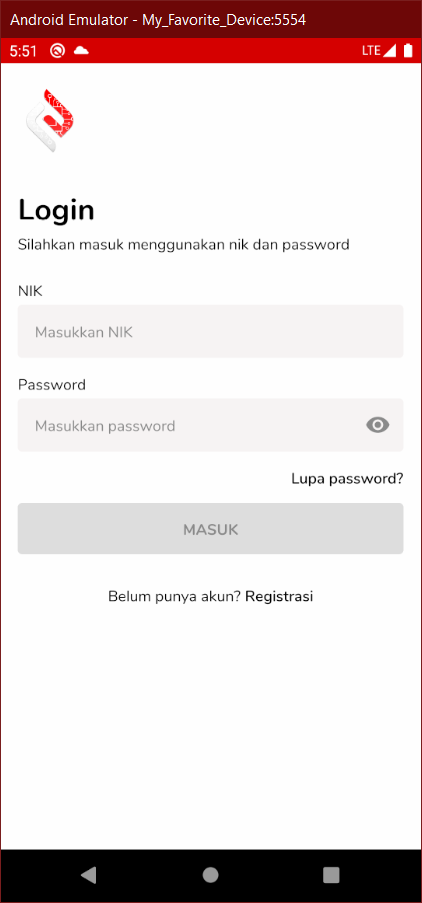 Android Emulator - My_Favorite_Device:5554
5:51 LTE
Login
Silahkan masuk menggunakan nik dan password
NIK
Masukkan NIK
Password
Masukkan password
Lupa password?
MASUK
Belum punya akun? Registrasi